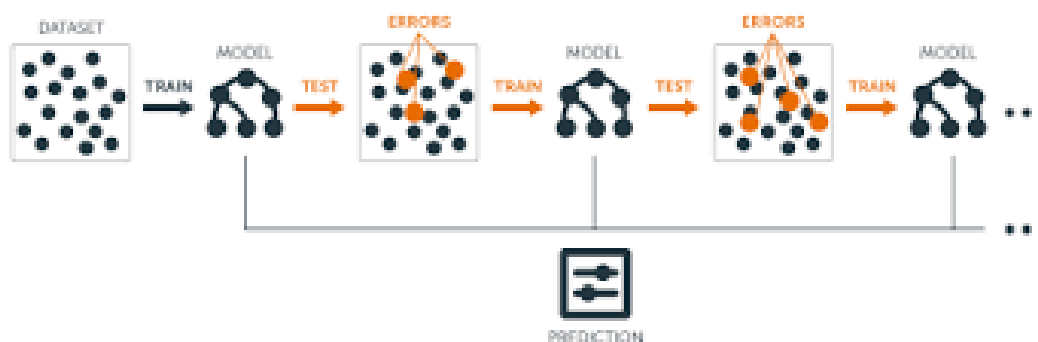 DATASET
ERRORS
ERRORS
MODEL
MODEL
MODEL
TRAIN
TEST
TRAIN
TEST
TRAIN
PREDICTION